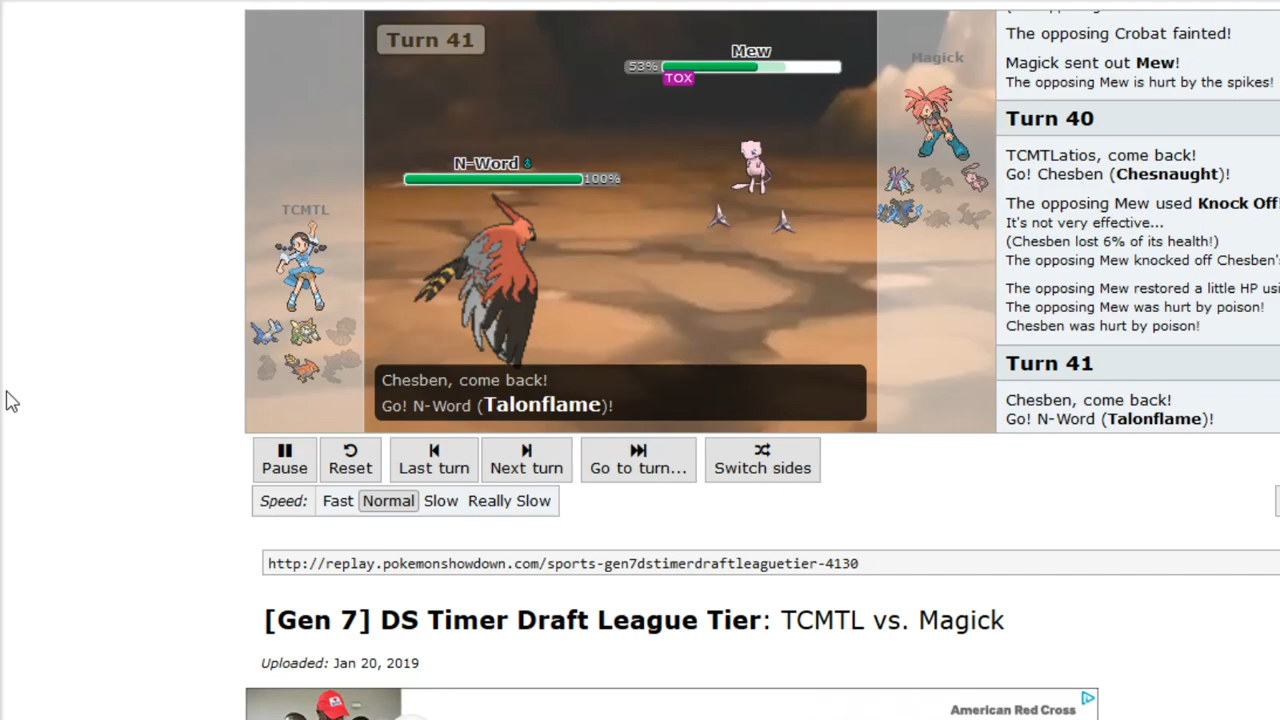 Turn 41
Mew
53%
TOX
N-Word
100%
TCMTL
Magick
Chesben, come back!
Go! N-Word (Talonflame)!
The opposing Crobat fainted!
Magick sent out Mew!
The opposing Mew is hurt by the spikes!
Turn 40
TCMTLatios, come back!
Go! Chesben (Chesnaught)!
The opposing Mew used Knock Off!
It's not very effective...
(Chesben lost 6% of its health!)
The opposing Mew knocked off Chesben's
The opposing Mew restored a little HP usi
The opposing Mew was hurt by poison!
Chesben was hurt by poison!
Turn 41
Chesben, come back!
Go! N-Word (Talonflame)!
Pause Reset Last turn Next turn Go to turn... Switch sides
Speed: Fast Normal Slow Really Slow
http://replay.pokemonshowdown.com/sports-gen7dstimerdraftleaguetier-4130
[Gen 7] DS Timer Draft League Tier: TCMTL vs. Magick
Uploaded: Jan 20, 2019
American Red Cross